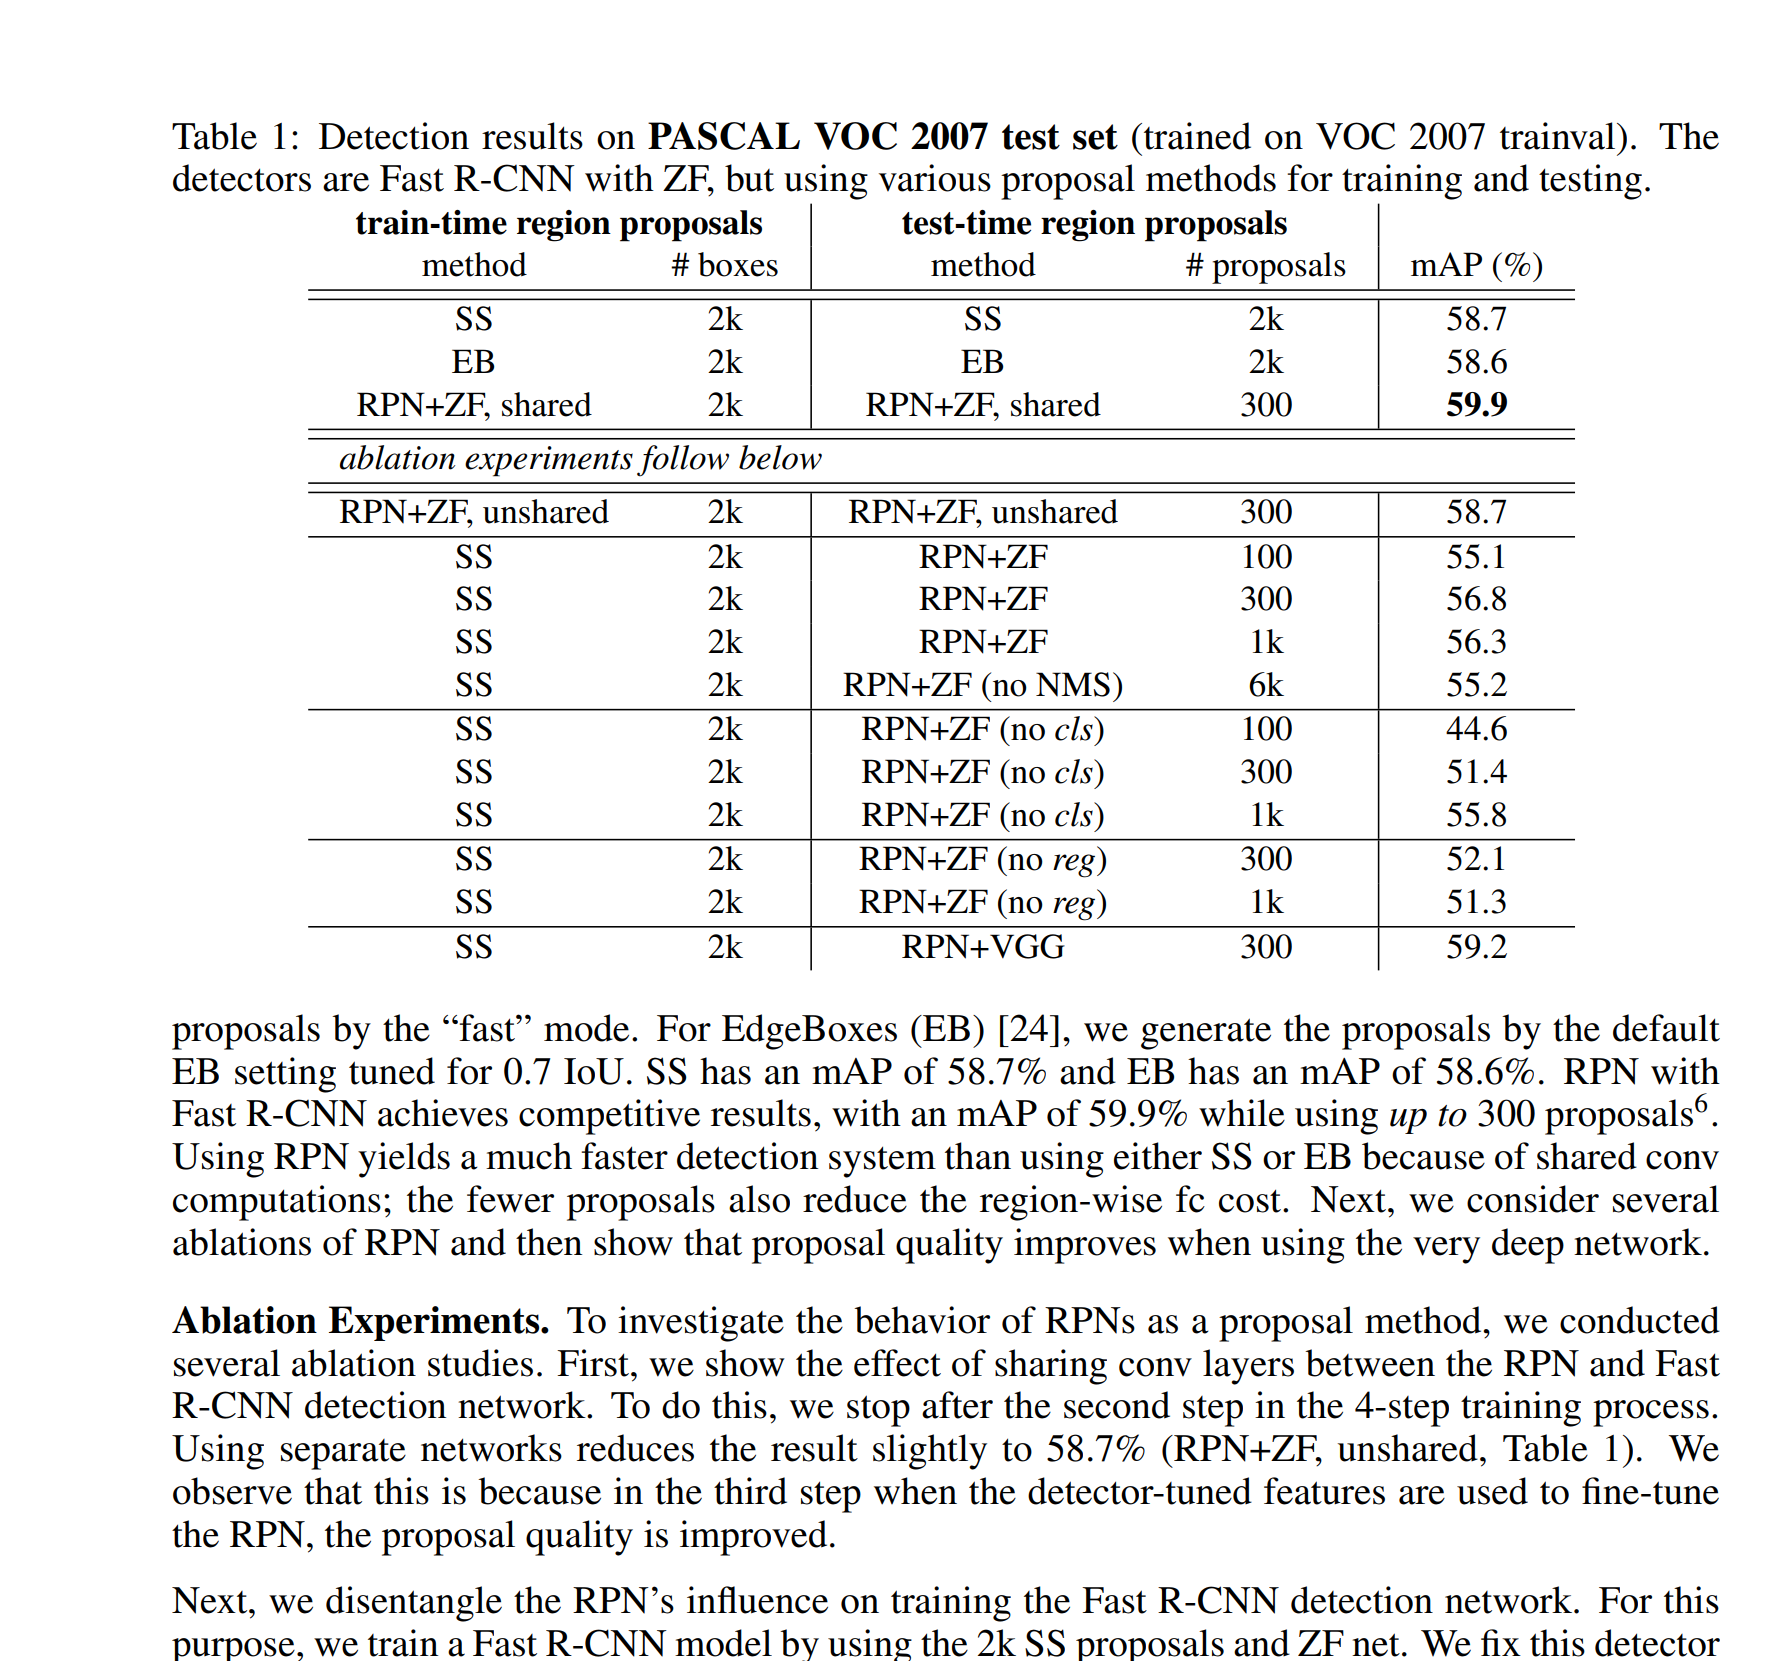 Table 1: Detection results on PASCAL VOC 2007 test set (trained on VOC 2007 trainval). The
detectors are Fast R-CNN with ZF, but using various proposal methods for training and testing.
train-time region proposals test-time region proposals
method # boxes method # proposals mAP (%)
SS 2k SS 2k 58.7
EB 2k EB 2k 58.6
RPN+ZF, shared 2k RPN+ZF, shared 300 59.9
ablation experiments follow below
RPN+ZF, unshared 2k RPN+ZF, unshared 300 58.7
SS 2k RPN+ZF 100 55.1
SS 2k RPN+ZF 300 56.8
SS 2k RPN+ZF 1k 56.3
SS 2k RPN+ZF (no NMS) 6k 55.2
SS 2k RPN+ZF (no cls) 100 44.6
SS 2k RPN+ZF (no cls) 300 51.4
SS 2k RPN+ZF (no cls) 1k 55.8
SS 2k RPN+ZF (no reg) 300 52.1
SS 2k RPN+ZF (no reg) 1k 51.3
SS 2k RPN+VGG 300 59.2
proposals by the “fast” mode. For EdgeBoxes (EB) [24], we generate the proposals by the default
EB setting tuned for 0.7 IoU. SS has an mAP of 58.7% and EB has an mAP of 58.6%. RPN with
Fast R-CNN achieves competitive results, with an mAP of 59.9% while using up to 300 proposals⁶.
Using RPN yields a much faster detection system than using either SS or EB because of shared conv
computations; the fewer proposals also reduce the region-wise fc cost. Next, we consider several
ablations of RPN and then show that proposal quality improves when using the very deep network.
Ablation Experiments. To investigate the behavior of RPNs as a proposal method, we conducted
several ablation studies. First, we show the effect of sharing conv layers between the RPN and Fast
R-CNN detection network. To do this, we stop after the second step in the 4-step training process.
Using separate networks reduces the result slightly to 58.7% (RPN+ZF, unshared, Table 1). We
observe that this is because in the third step when the detector-tuned features are used to fine-tune
the RPN, the proposal quality is improved.
Next, we disentangle the RPN’s influence on training the Fast R-CNN detection network. For this
purpose, we train a Fast R-CNN model by using the 2k SS proposals and ZF net. We fix this detector